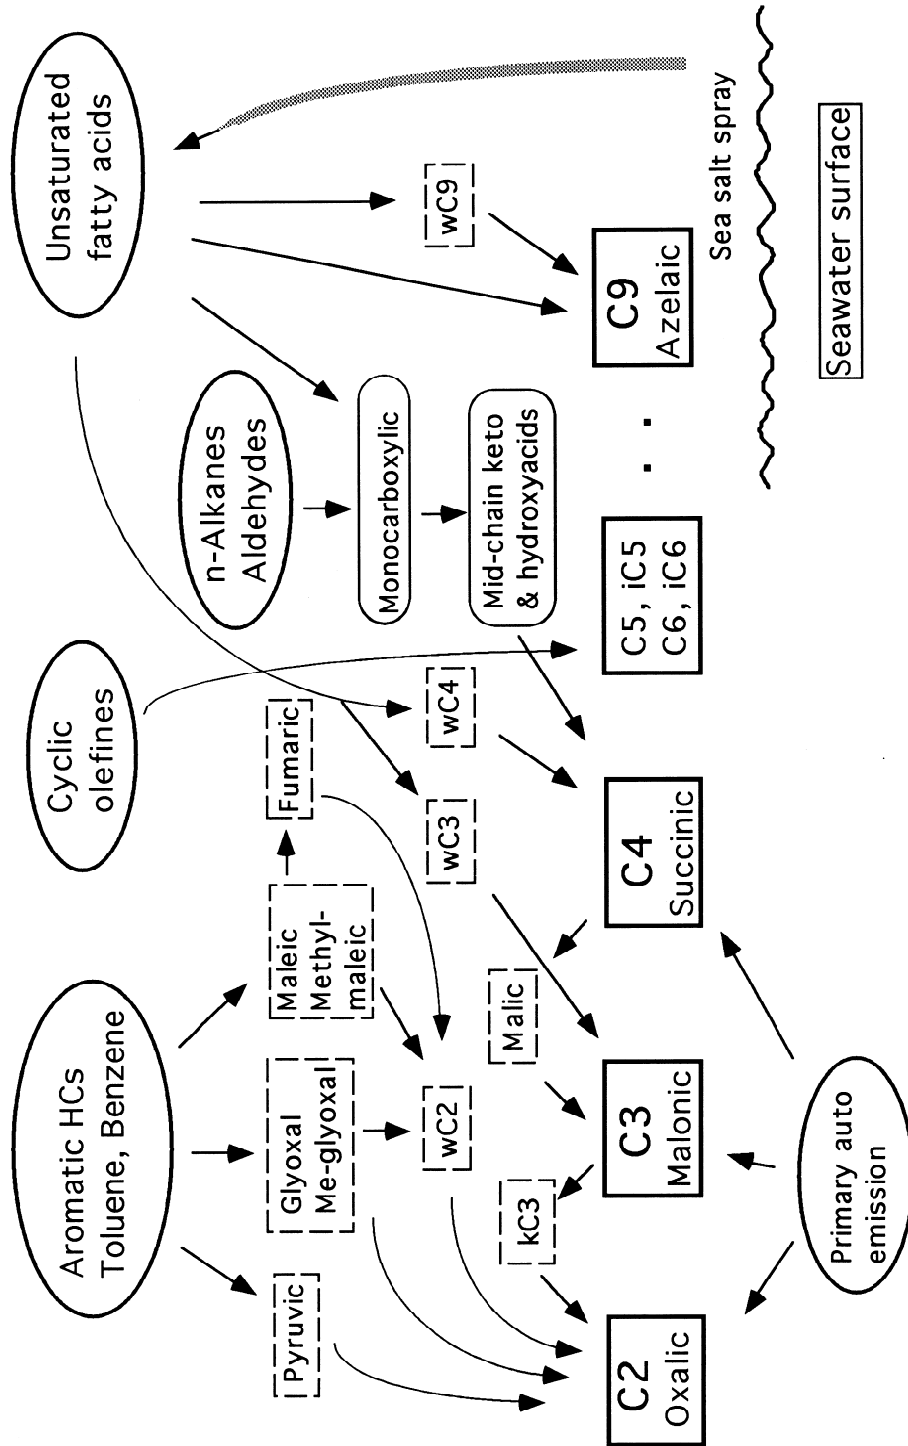 Aromatic HCs
Toluene, Benzene
Cyclic
olefines
Unsaturated
fatty acids
n-Alkanes
Aldehydes
Pyruvic
Glyoxal
Me-glyoxal
Maleic
Methyl-
maleic
Fumaric
Monocarboxylic
wC2
wC3
wC4
wC9
Mid-chain keto
& hydroxyacids
kC3
Malic
C2
Oxalic
C3
Malonic
C4
Succinic
C5, iC5
C6, iC6
. .
C9
Azelaic
Sea salt spray
Primary auto
emission
Seawater surface